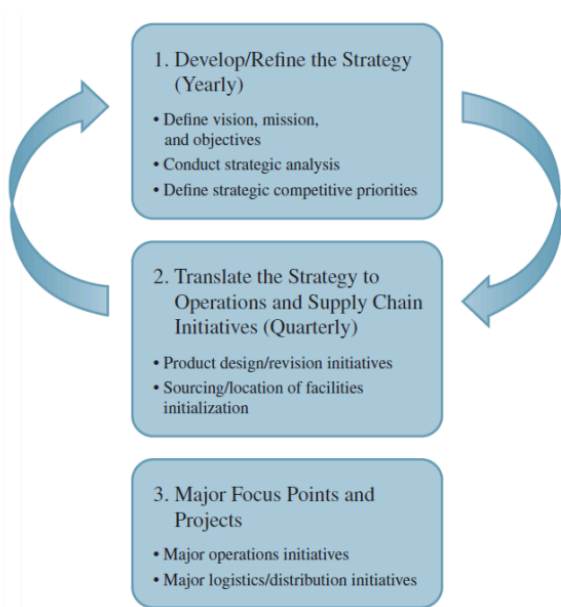 1. Develop/Refine the Strategy
(Yearly)
• Define vision, mission,
and objectives
• Conduct strategic analysis
• Define strategic competitive priorities
2. Translate the Strategy to
Operations and Supply Chain
Initiatives (Quarterly)
• Product design/revision initiatives
• Sourcing/location of facilities
initialization
3. Major Focus Points and
Projects
• Major operations initiatives
• Major logistics/distribution initiatives